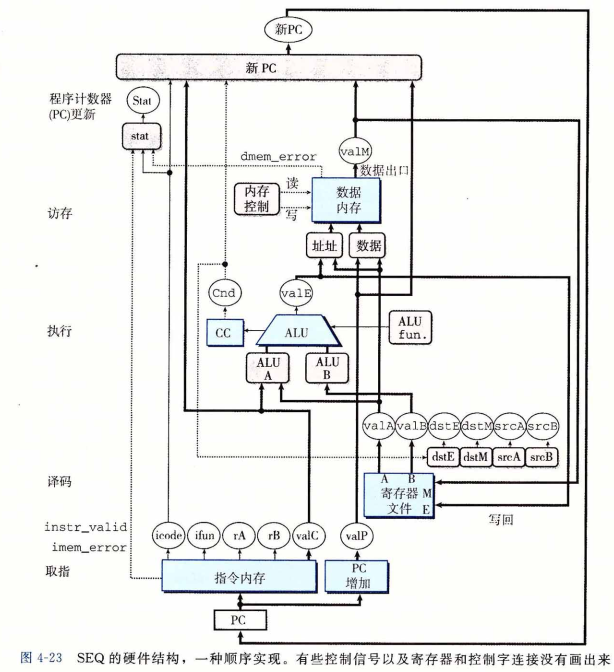 新PC
新 PC
程序计数器
(PC)更新
Stat
stat
dmem_error
valM
数据出口
内存
控制
读
写
数据
内存
访存
址址
数据
Cnd
valE
执行
CC
ALU
ALU
fun.
ALU
A
ALU
B
valA
valB
dstE
dstM
srcA
srcB
dstE
dstM
srcA
srcB
译码
A B
寄存器 M
文件 E
写回
instr_valid
imem_error
icode
ifun
rA
rB
valC
valP
取指
指令内存
PC
增加
PC
图 4-23 SEQ 的硬件结构，一种顺序实现。有些控制信号以及寄存器和控制字连接没有画出来